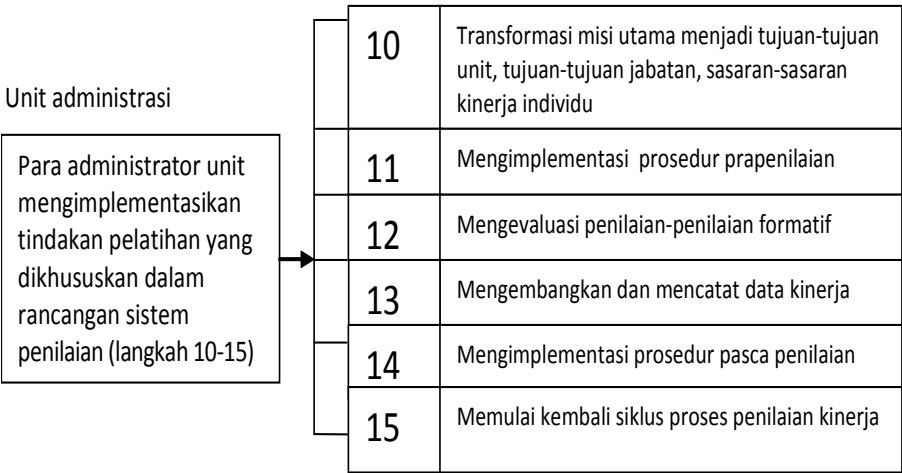 Unit administrasi
Para administrator unit
mengimplementasikan
tindakan pelatihan yang
dikhususkan dalam
rancangan sistem
penilaian (langkah 10-15)
10
Transformasi misi utama menjadi tujuan-tujuan
unit, tujuan-tujuan jabatan, sasaran-sasaran
kinerja individu
11
Mengimplementasi prosedur prapenilaian
12
Mengevaluasi penilaian-penilaian formatif
13
Mengembangkan dan mencatat data kinerja
14
Mengimplementasi prosedur pasca penilaian
15
Memulai kembali siklus proses penilaian kinerja